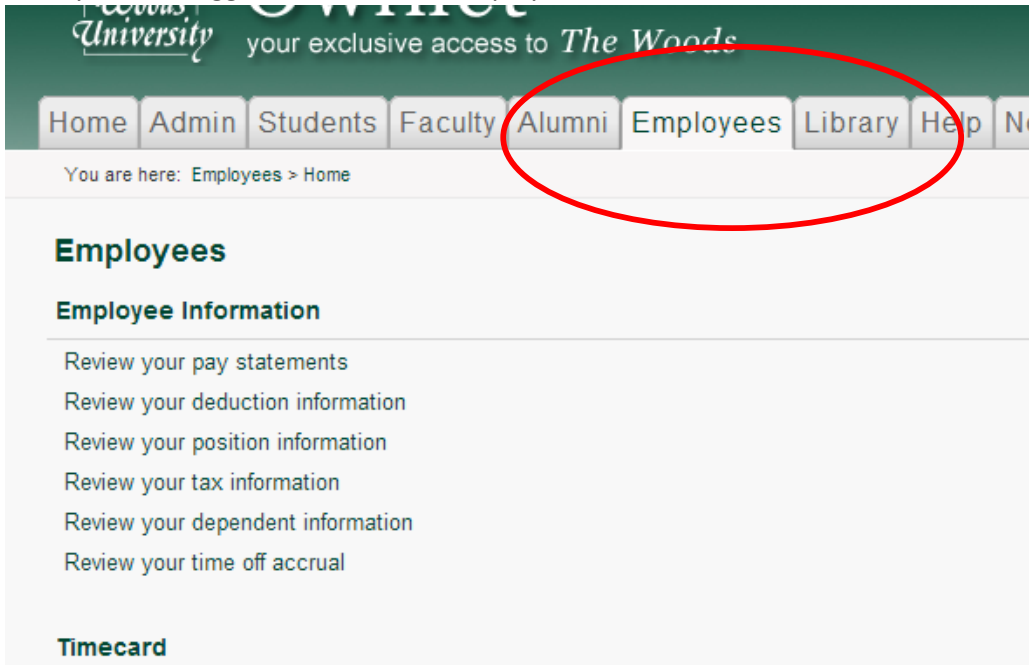 University your exclusive access to The Woods
Home Admin Students Faculty Alumni Employees Library Help
You are here: Employees > Home
Employees
Employee Information
Review your pay statements
Review your deduction information
Review your position information
Review your tax information
Review your dependent information
Review your time off accrual
Timecard